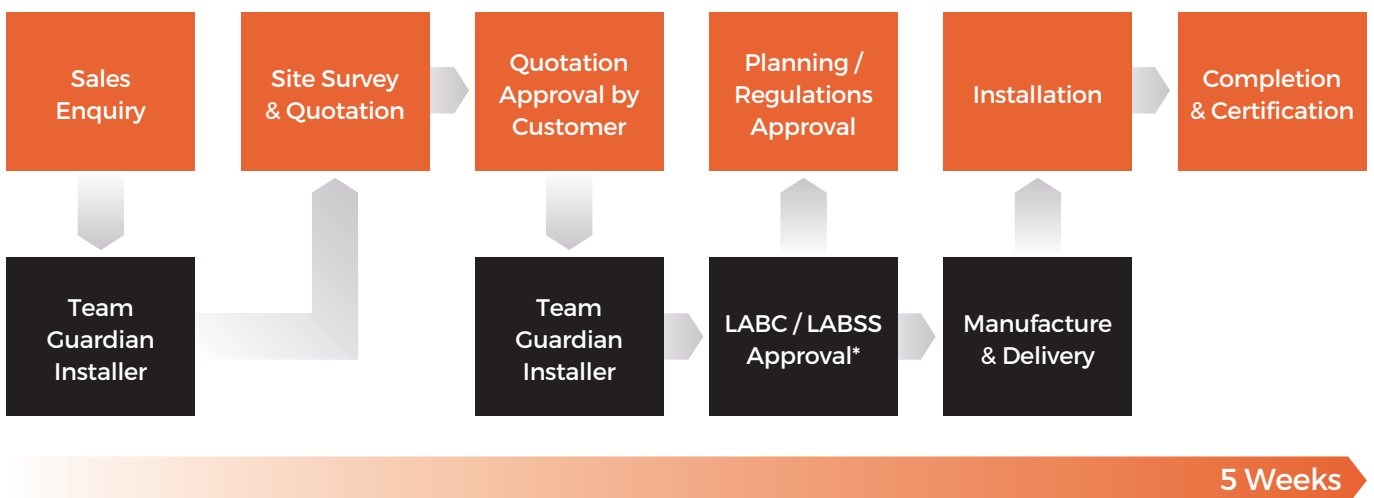 Sales
Enquiry
Site Survey
& Quotation
Quotation
Approval by
Customer
Planning /
Regulations
Approval
Installation
Completion
& Certification
Team
Guardian
Installer
Team
Guardian
Installer
LABC / LABSS
Approval*
Manufacture
& Delivery
5 Weeks